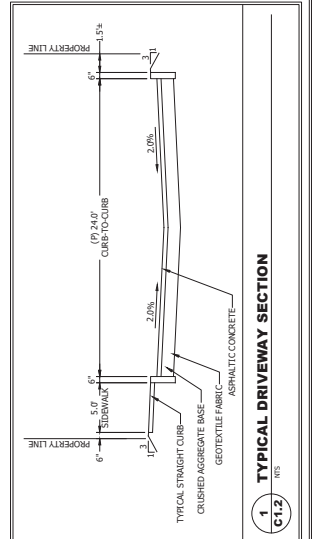 PROPERTY LINE
PROPERTY LINE
6"
5.0'
SIDEWALK
6"
(P) 24.0'
CURB-TO-CURB
6"
1.5'±
3
1
3
1
2.0%
2.0%
TYPICAL STRAIGHT CURB
CRUSHED AGGREGATE BASE
GEOTEXTILE FABRIC
ASPHALTIC CONCRETE
1
C1.2
TYPICAL DRIVEWAY SECTION
NTS